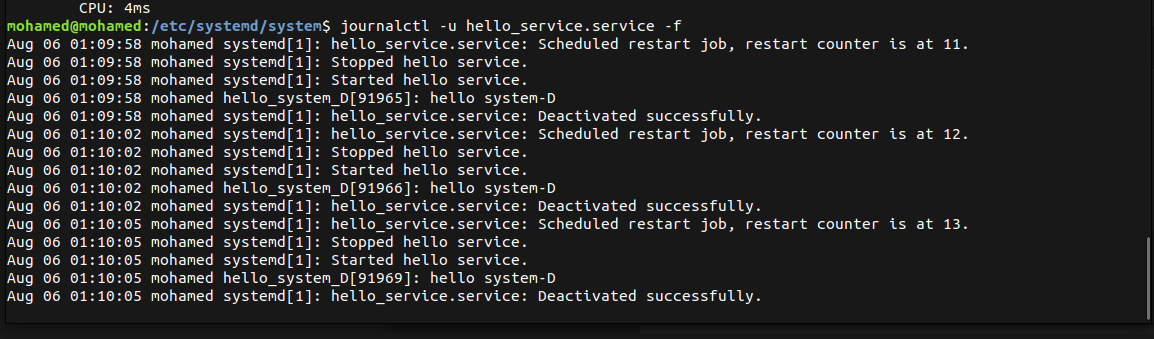 CPU: 4ms
mohamed@mohamed:/etc/systemd/system$ journalctl -u hello_service.service -f
Aug 06 01:09:58 mohamed systemd[1]: hello_service.service: Scheduled restart job, restart counter is at 11.
Aug 06 01:09:58 mohamed systemd[1]: Stopped hello service.
Aug 06 01:09:58 mohamed systemd[1]: Started hello service.
Aug 06 01:09:58 mohamed hello_system_D[91965]: hello system-D
Aug 06 01:09:58 mohamed systemd[1]: hello_service.service: Deactivated successfully.
Aug 06 01:10:02 mohamed systemd[1]: hello_service.service: Scheduled restart job, restart counter is at 12.
Aug 06 01:10:02 mohamed systemd[1]: Stopped hello service.
Aug 06 01:10:02 mohamed systemd[1]: Started hello service.
Aug 06 01:10:02 mohamed hello_system_D[91966]: hello system-D
Aug 06 01:10:02 mohamed systemd[1]: hello_service.service: Deactivated successfully.
Aug 06 01:10:05 mohamed systemd[1]: hello_service.service: Scheduled restart job, restart counter is at 13.
Aug 06 01:10:05 mohamed systemd[1]: Stopped hello service.
Aug 06 01:10:05 mohamed systemd[1]: Started hello service.
Aug 06 01:10:05 mohamed hello_system_D[91969]: hello system-D
Aug 06 01:10:05 mohamed systemd[1]: hello_service.service: Deactivated successfully.